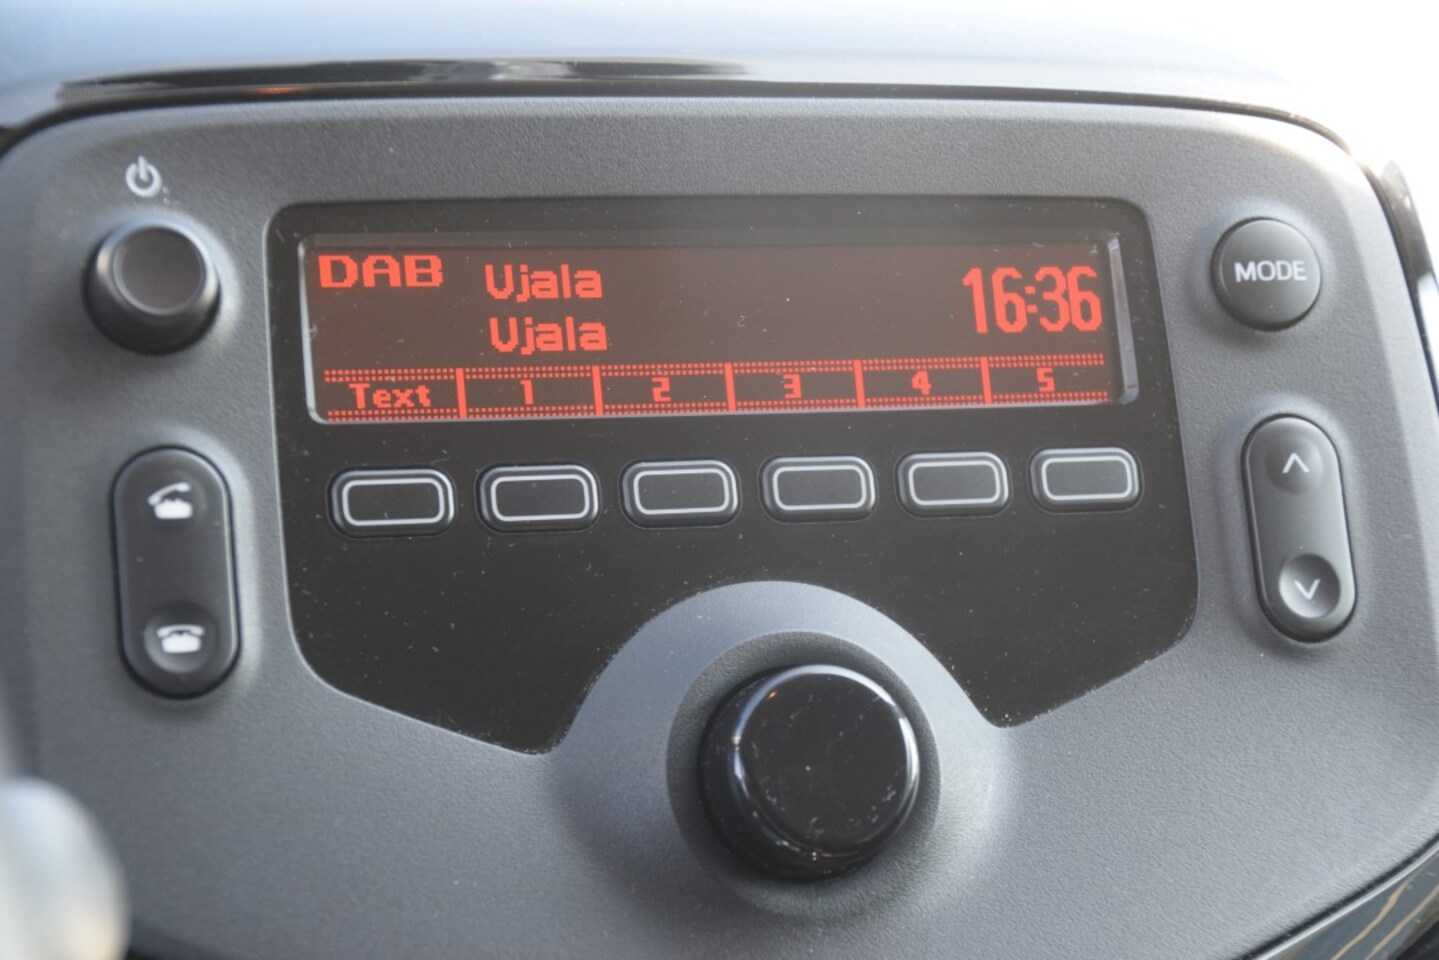 DAB Vjala 16:36
Vjala
Text 1 2 3 4 5
MODE